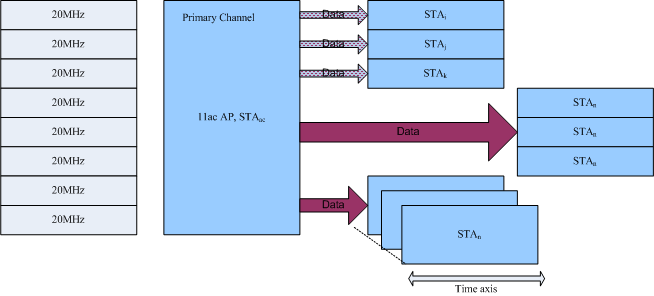 20MHz
20MHz
20MHz
20MHz
20MHz
20MHz
20MHz
20MHz
Primary Channel
11ac AP, STAac
Data
Data
Data
Data
Data
STAi
STAj
STAk
STAn
STAn
STAn
STAn
Time axis